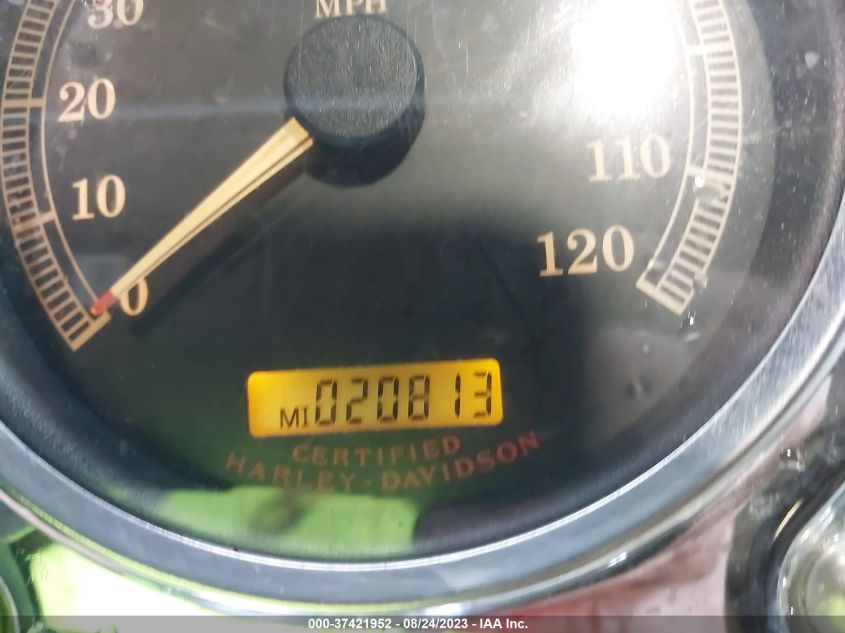 MPH
30
20
10
0
110
120
MI 020813
CERTIFIED
HARLEY-DAVIDSON
000-37421952 - 08/24/2023 - IAA Inc.